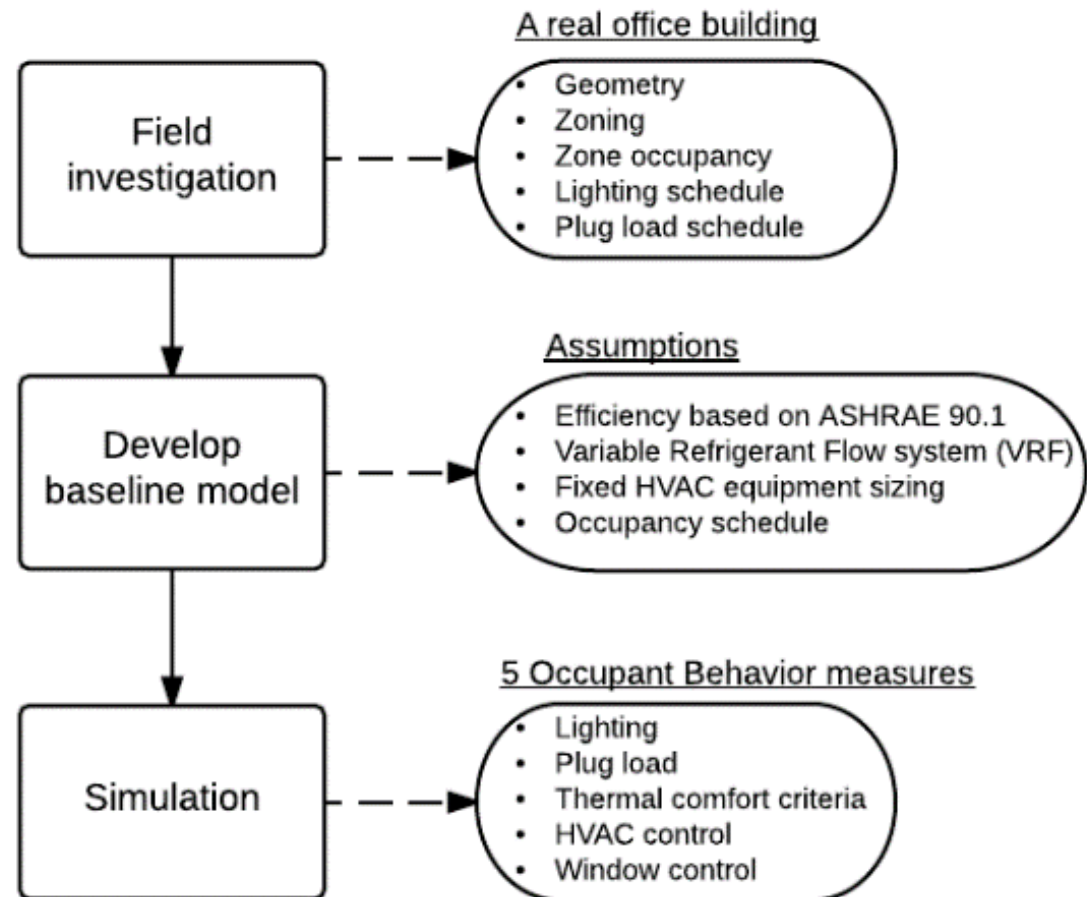 A real office building
Field
investigation
• Geometry
• Zoning
• Zone occupancy
• Lighting schedule
• Plug load schedule
Assumptions
Develop
baseline model
• Efficiency based on ASHRAE 90.1
• Variable Refrigerant Flow system (VRF)
• Fixed HVAC equipment sizing
• Occupancy schedule
5 Occupant Behavior measures
Simulation
• Lighting
• Plug load
• Thermal comfort criteria
• HVAC control
• Window control